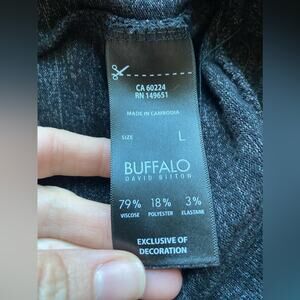 CA 60224
RN 149651
MADE IN CAMBODIA
SIZE L
BUFFALO
DAVID BITTON
79% 18% 3%
VISCOSE POLYESTER ELASTANE
EXCLUSIVE OF
DECORATION